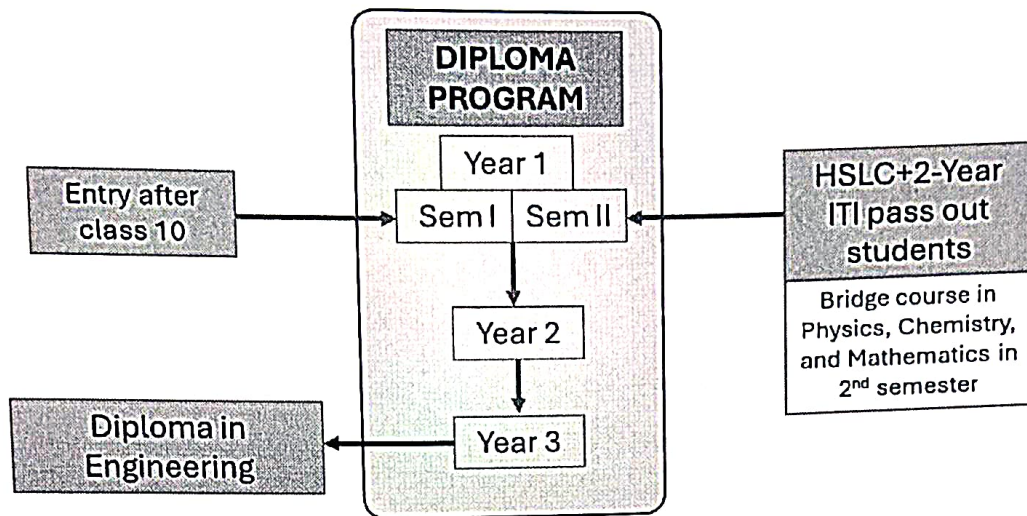 DIPLOMA
PROGRAM
Year 1
Entry after
class 10
Sem I
Sem II
HSLC+2-Year
ITI pass out
students
Bridge course in
Physics, Chemistry,
and Mathematics in
2nd semester
Year 2
Year 3
Diploma in
Engineering